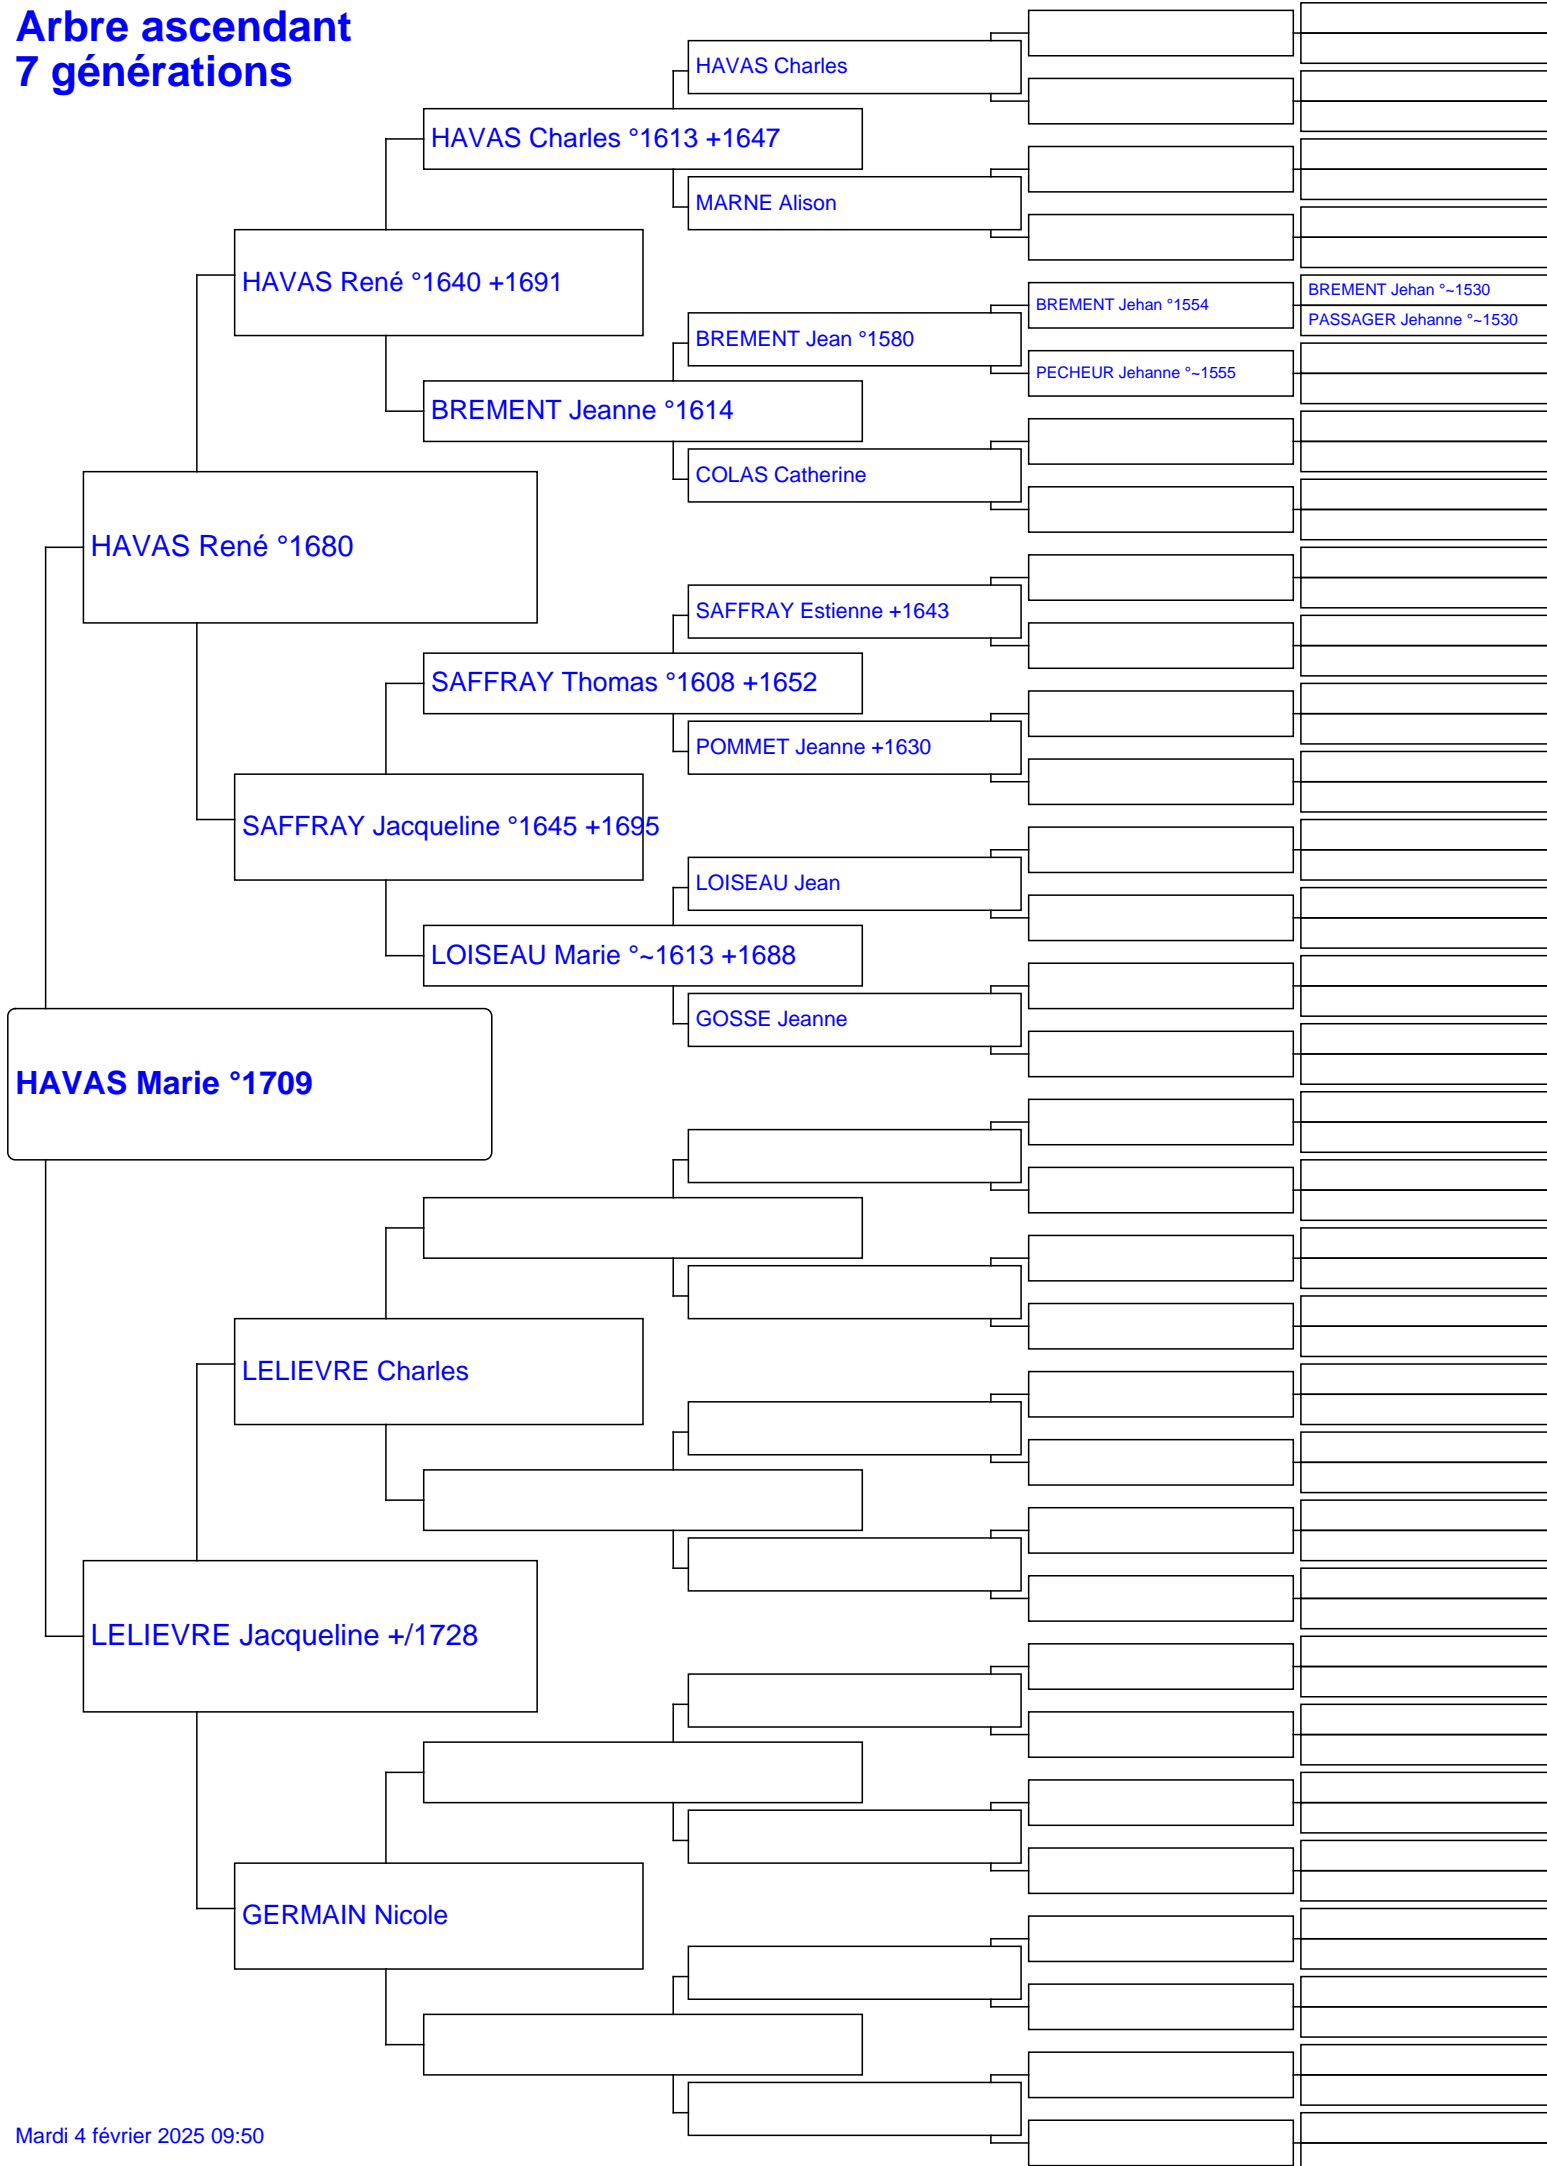 Arbre ascendant
7 générations
HAVAS Charles
HAVAS Charles °1613 +1647
MARNE Alison
HAVAS René °1640 +1691
BREMENT Jehan °1554
BREMENT Jehan °~1530
PASSAGER Jehanne °~1530
BREMENT Jean °1580
PECHEUR Jehanne °~1555
BREMENT Jeanne °1614
COLAS Catherine
HAVAS René °1680
SAFFRAY Estienne +1643
SAFFRAY Thomas °1608 +1652
POMMET Jeanne +1630
SAFFRAY Jacqueline °1645 +1695
LOISEAU Jean
LOISEAU Marie °~1613 +1688
GOSSE Jeanne
HAVAS Marie °1709
LELIEVRE Charles
LELIEVRE Jacqueline +/1728
GERMAIN Nicole
Mardi 4 février 2025 09:50